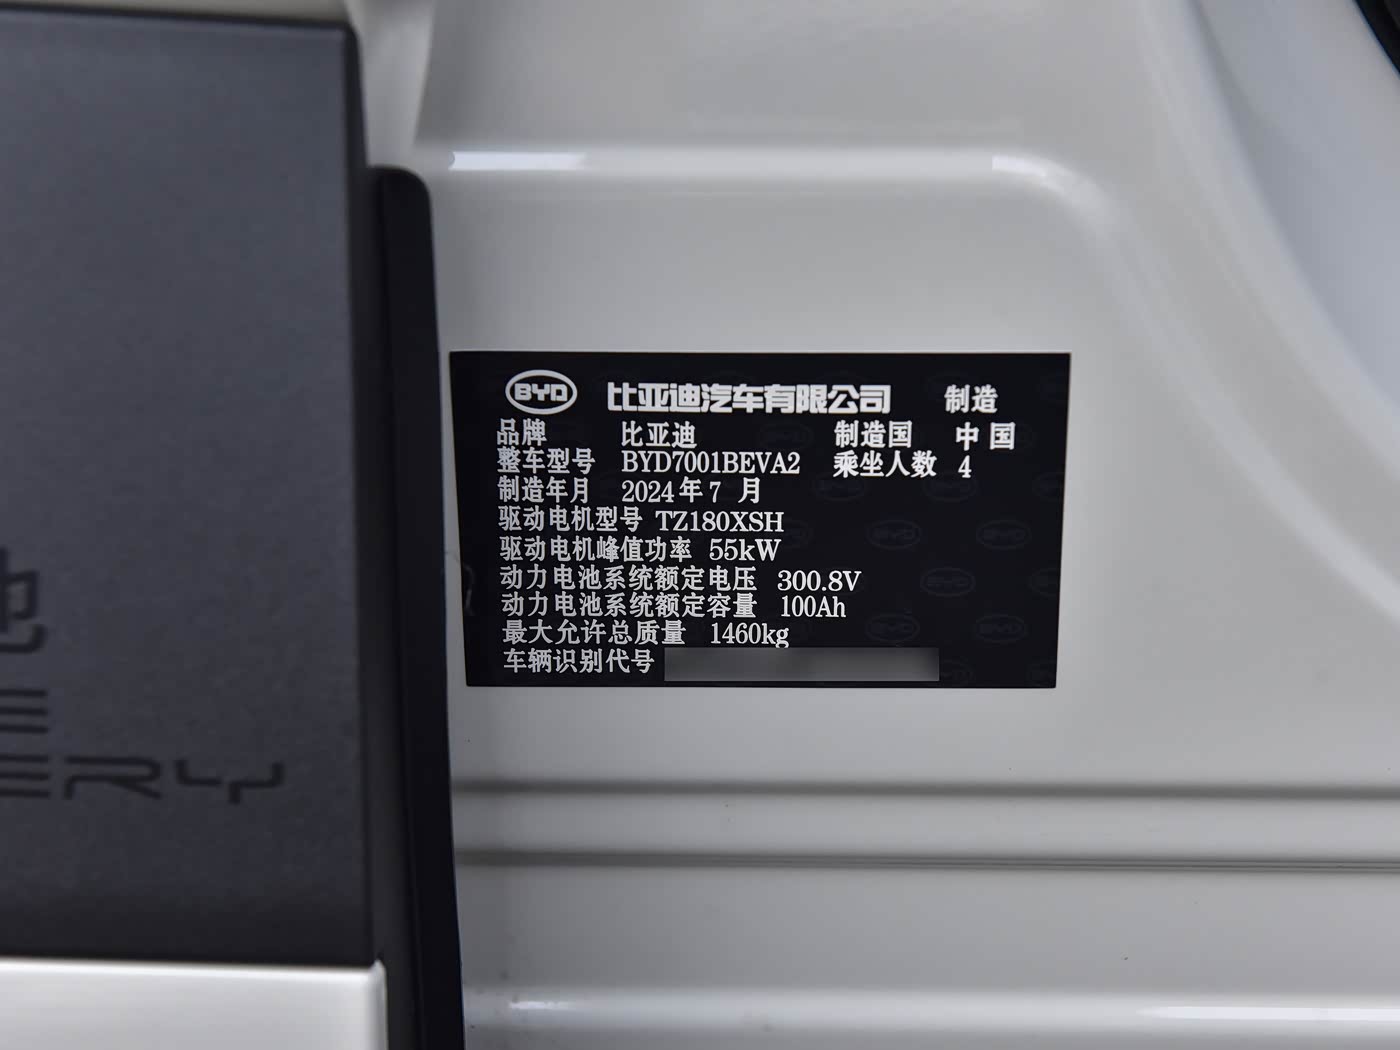 BYD 比亚迪汽车有限公司 制造
品牌 比亚迪 制造国 中国
整车型号 BYD7001BEVA2 乘坐人数 4
制造年月 2024年7月
驱动电机型号 TZ180XSH
驱动电机峰值功率 55kW
动力电池系统额定电压 300.8V
动力电池系统额定容量 100Ah
最大允许总质量 1460kg
车辆识别代号